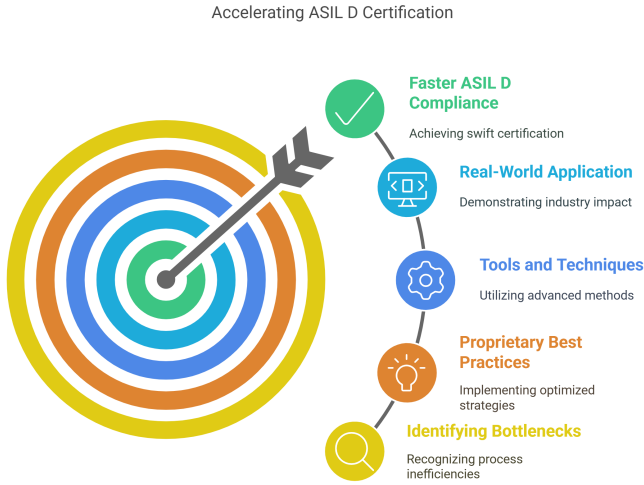 Accelerating ASIL D Certification
Faster ASIL D
Compliance
Achieving swift certification
Real-World Application
Demonstrating industry impact
Tools and Techniques
Utilizing advanced methods
Proprietary Best
Practices
Implementing optimized
strategies
Identifying Bottlenecks
Recognizing process
inefficiencies